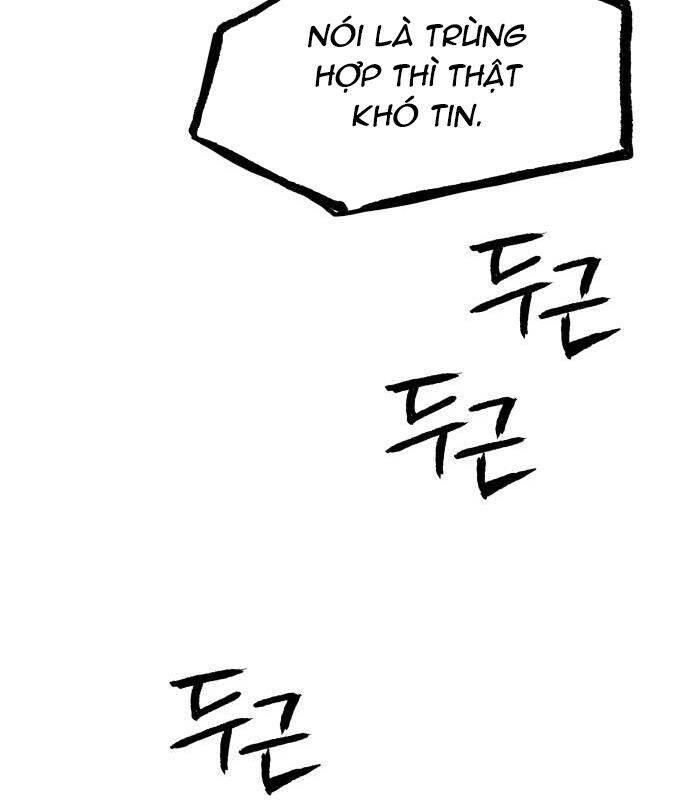 NÓI LÀ TRÙNG
HỢP THÌ THẬT
KHÓ TIN.
두근
두근
두근